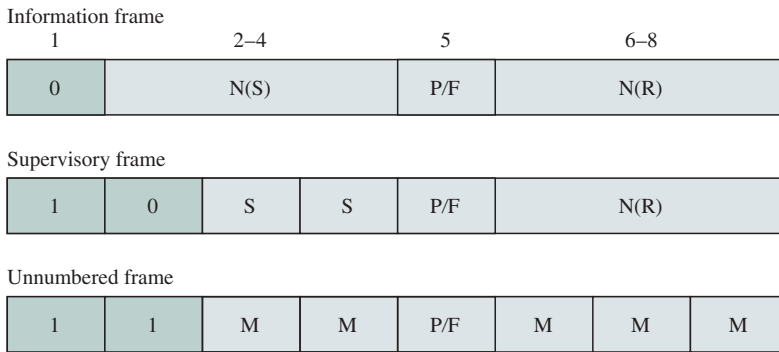 Information frame
1 2–4 5 6–8
0 N(S) P/F N(R)
Supervisory frame
1 0 S S P/F N(R)
Unnumbered frame
1 1 M M P/F M M M